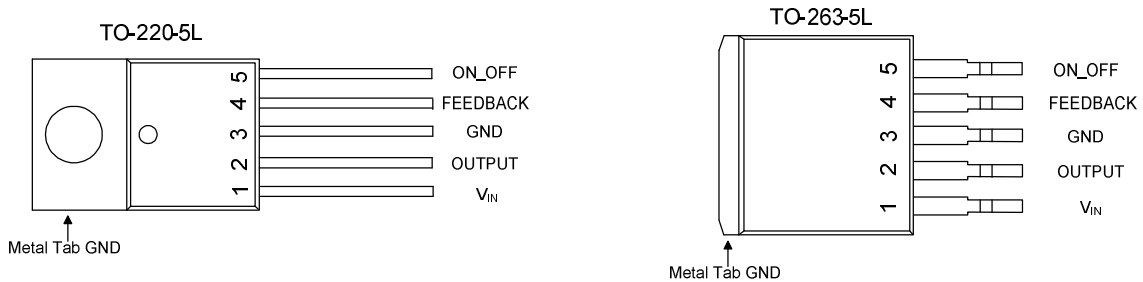 TO-220-5L
5 ON_OFF
4 FEEDBACK
3 GND
2 OUTPUT
1 VIN
Metal Tab GND
TO-263-5L
5 ON_OFF
4 FEEDBACK
3 GND
2 OUTPUT
1 VIN
Metal Tab GND